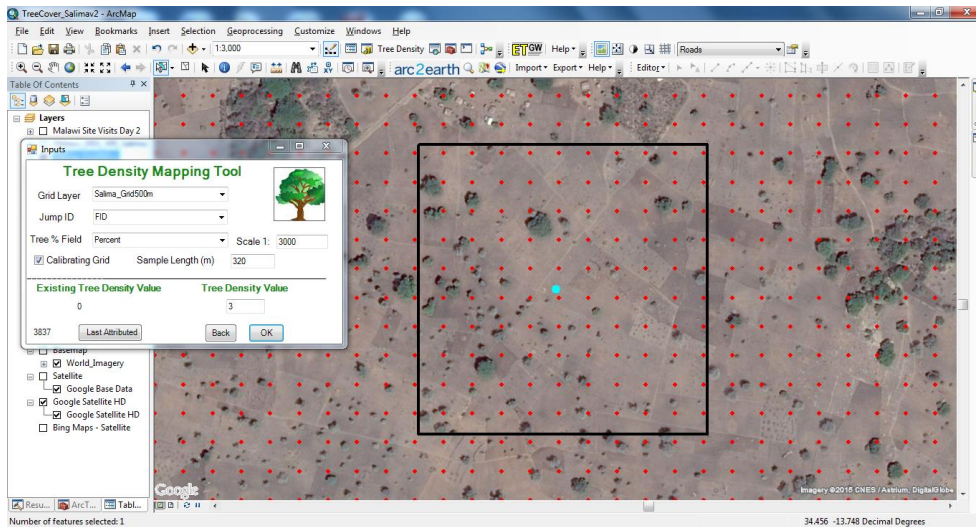 TreeCover_Salimav2 - ArcMap
File Edit View Bookmarks Insert Selection Geoprocessing Customize Windows Help
1:3,000 Tree Density ET GW Help Roads
arc2earth Import Export Help Editor
Table Of Contents
Layers
Malawi Site Visits Day 2
Inputs
Tree Density Mapping Tool
Grid Layer Salima_Grid500m
Jump ID FID
Tree % Field Percent Scale 1: 3000
Calibrating Grid Sample Length (m) 320
Existing Tree Density Value Tree Density Value
0 3
3837 Last Attributed Back OK
Basemap
World_Imagery
Satellite
Google Base Data
Google Satellite HD
Google Satellite HD
Bing Maps - Satellite
Google
Imagery ©2015 CNES / Astrium, DigitalGlobe
Resu... ArcT... Tabl...
Number of features selected: 1 34.456 -13.748 Decimal Degrees